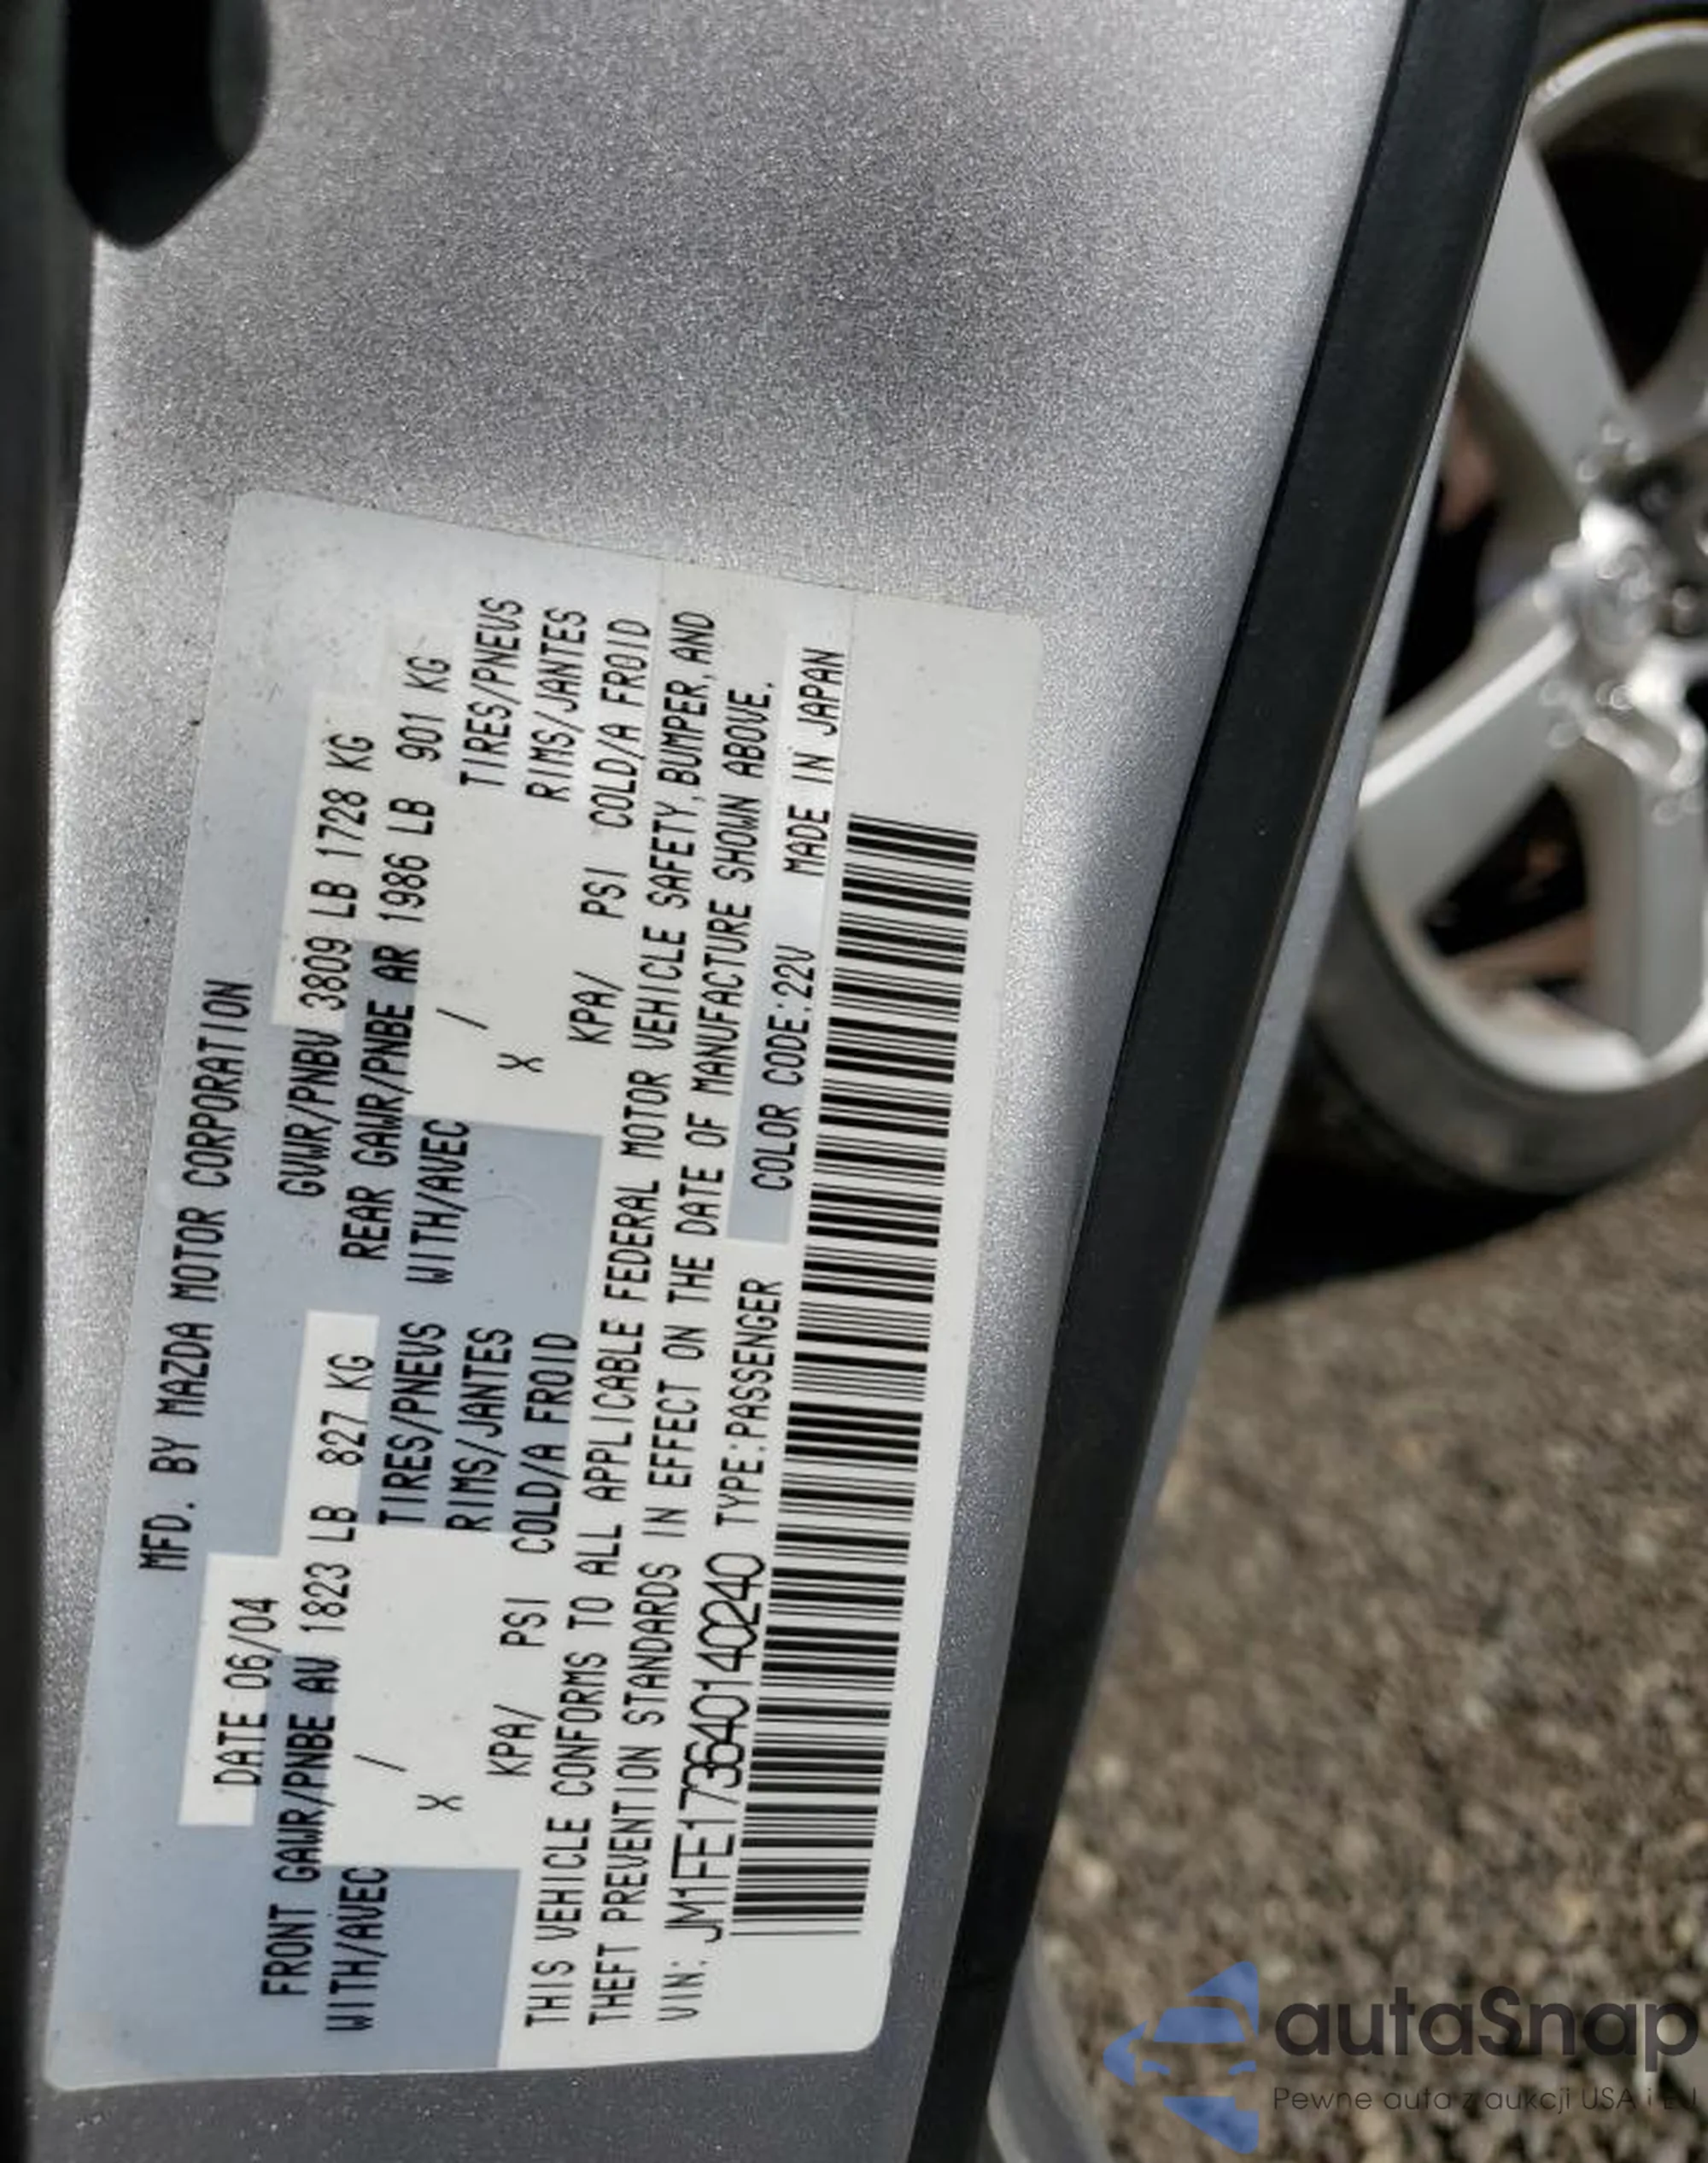 MFD. BY MAZDA MOTOR CORPORATION
DATE 06/04 GVWR/PNBV 3809 LB 1728 KG
FRONT GAWR/PNBE AV 1823 LB 827 KG REAR GAWR/PNBE AR 1986 LB 901 KG
WITH/AVEC / TIRES/PNEUS WITH/AVEC / TIRES/PNEUS
X RIMS/JANTES X RIMS/JANTES
KPA/ PSI COLD/A FROID KPA/ PSI COLD/A FROID
THIS VEHICLE CONFORMS TO ALL APPLICABLE FEDERAL MOTOR VEHICLE SAFETY, BUMPER, AND
THEFT PREVENTION STANDARDS IN EFFECT ON THE DATE OF MANUFACTURE SHOWN ABOVE.
VIN: JM1FE173640140240 TYPE:PASSENGER COLOR CODE:22V MADE IN JAPAN
autaSnap
Pewne auta z aukcji USA i EU